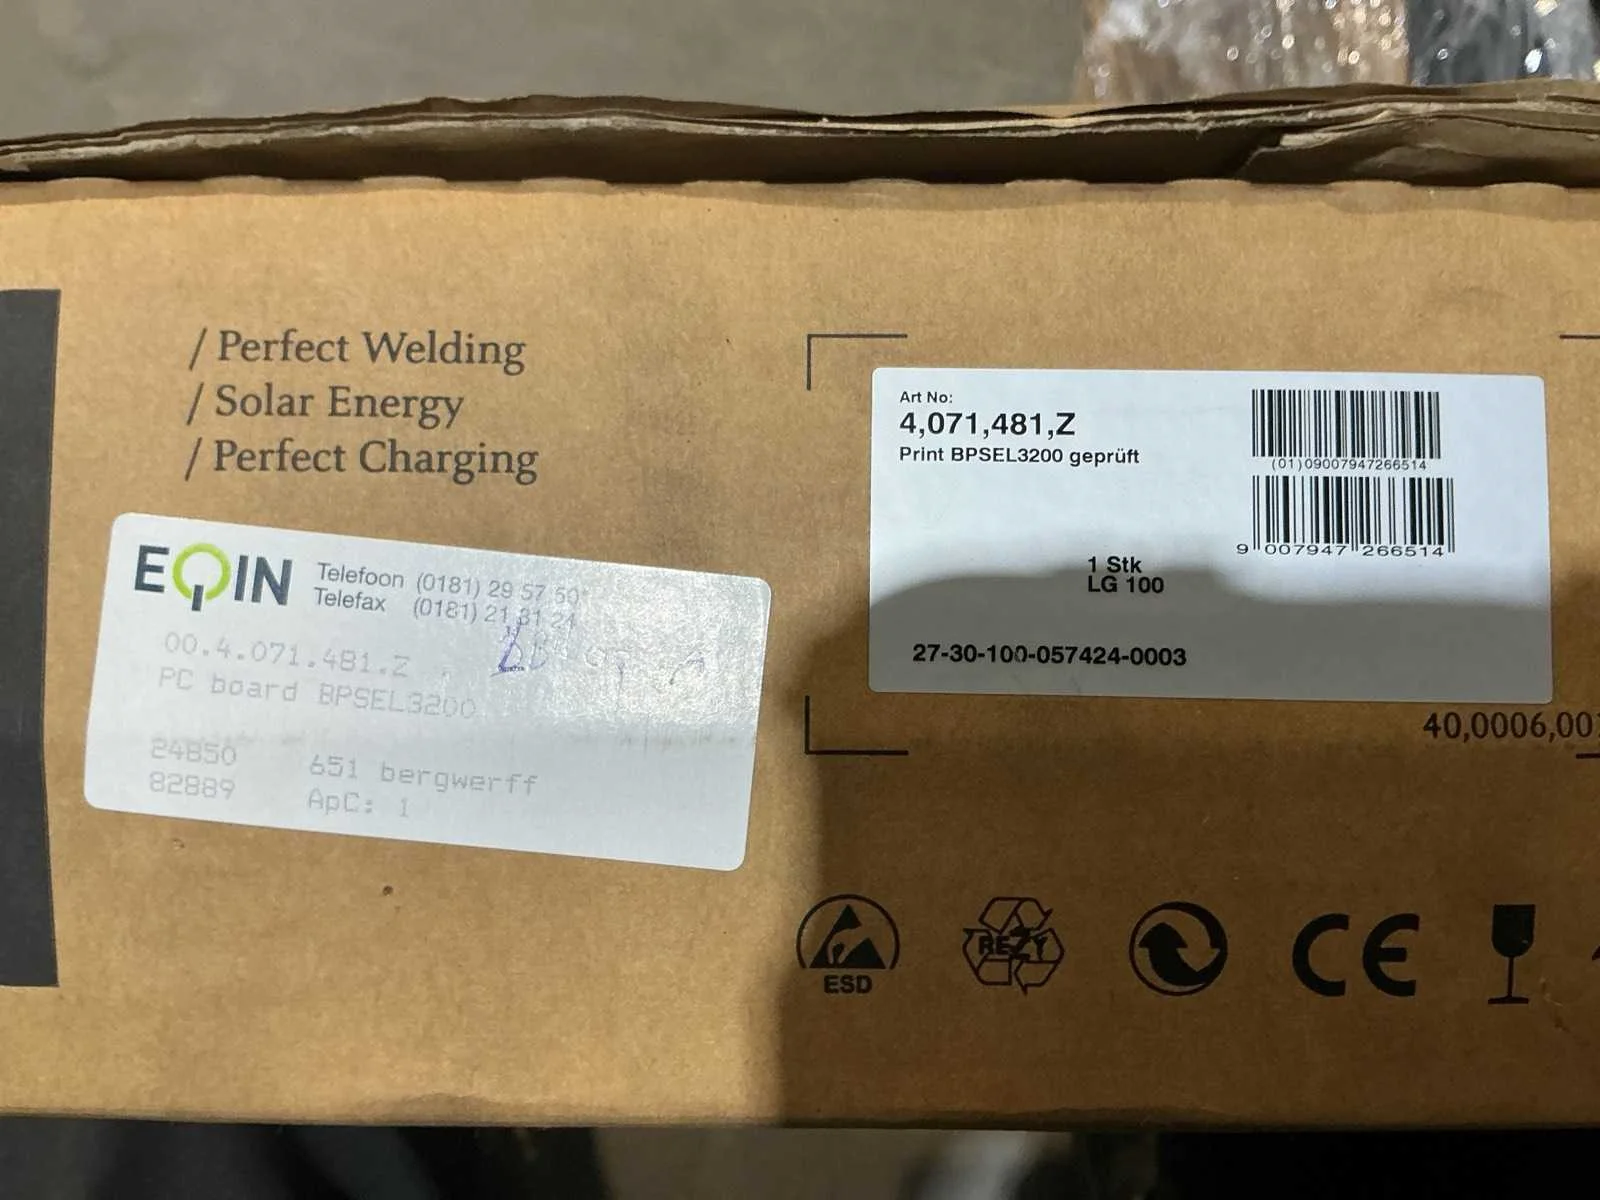 / Perfect Welding
/ Solar Energy
/ Perfect Charging
EQIN
Telefoon (0181) 29 57 50
Telefax (0181) 21 31 24
00.4.071.481.Z
PC board BPSEL3200
24850 651 bergwerff
82889 ApC: 1
Art No:
4,071,481,Z
Print BPSEL3200 geprüft
(01)09007947266514
9 007947 266514
1 Stk
LG 100
27-30-100-057424-0003
40,0006,00
ESD
REZY
CE